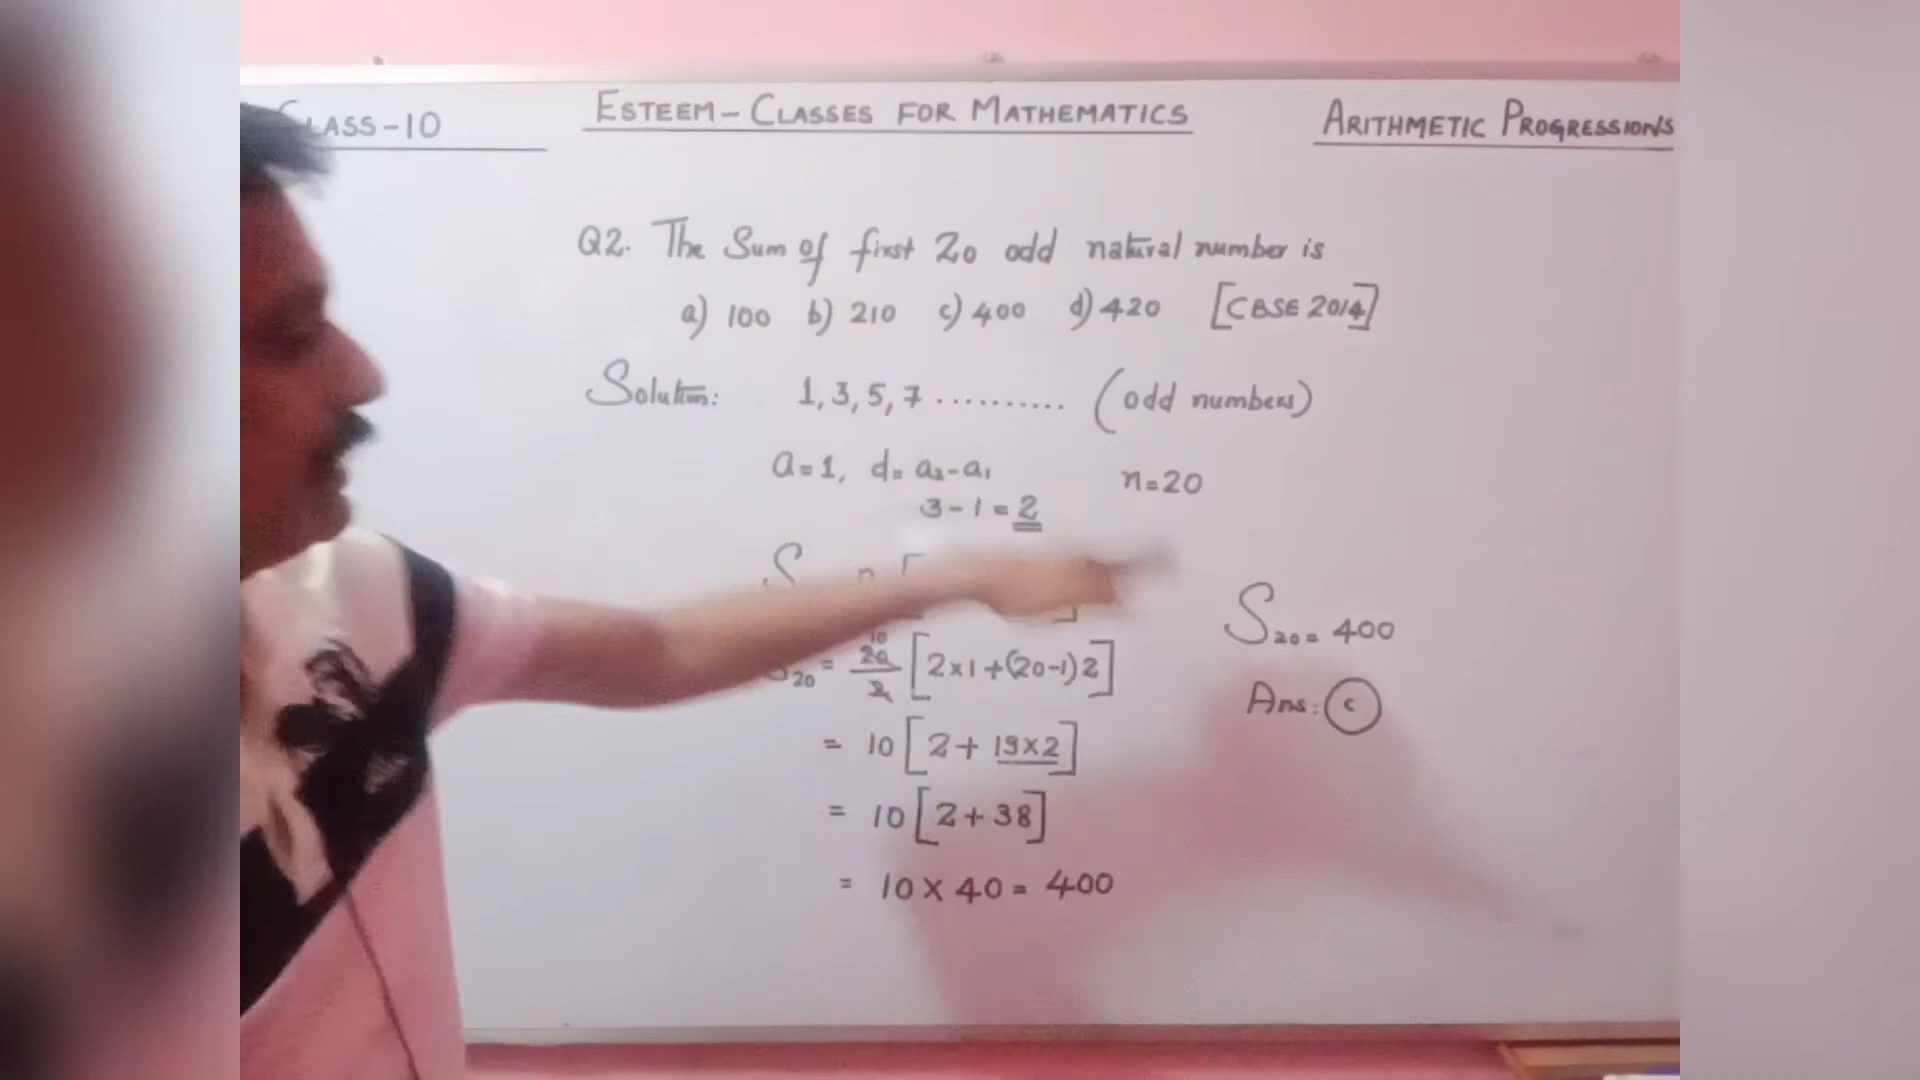 CLASS-10
ESTEEM-CLASSES FOR MATHEMATICS
ARITHMETIC PROGRESSIONS
Q2. The Sum of first 20 odd natural number is
a) 100 b) 210 c) 400 d) 420 [CBSE 2014]
Solution: 1, 3, 5, 7 .......... (odd numbers)
a=1, d= a₂-a₁ n=20
3-1=2
S n [
]
S₂₀ = 20/2 10 [2×1+(20-1)2]
= 10[2+ 19×2]
= 10[2+38]
= 10×40= 400
S₂₀= 400
Ans: c